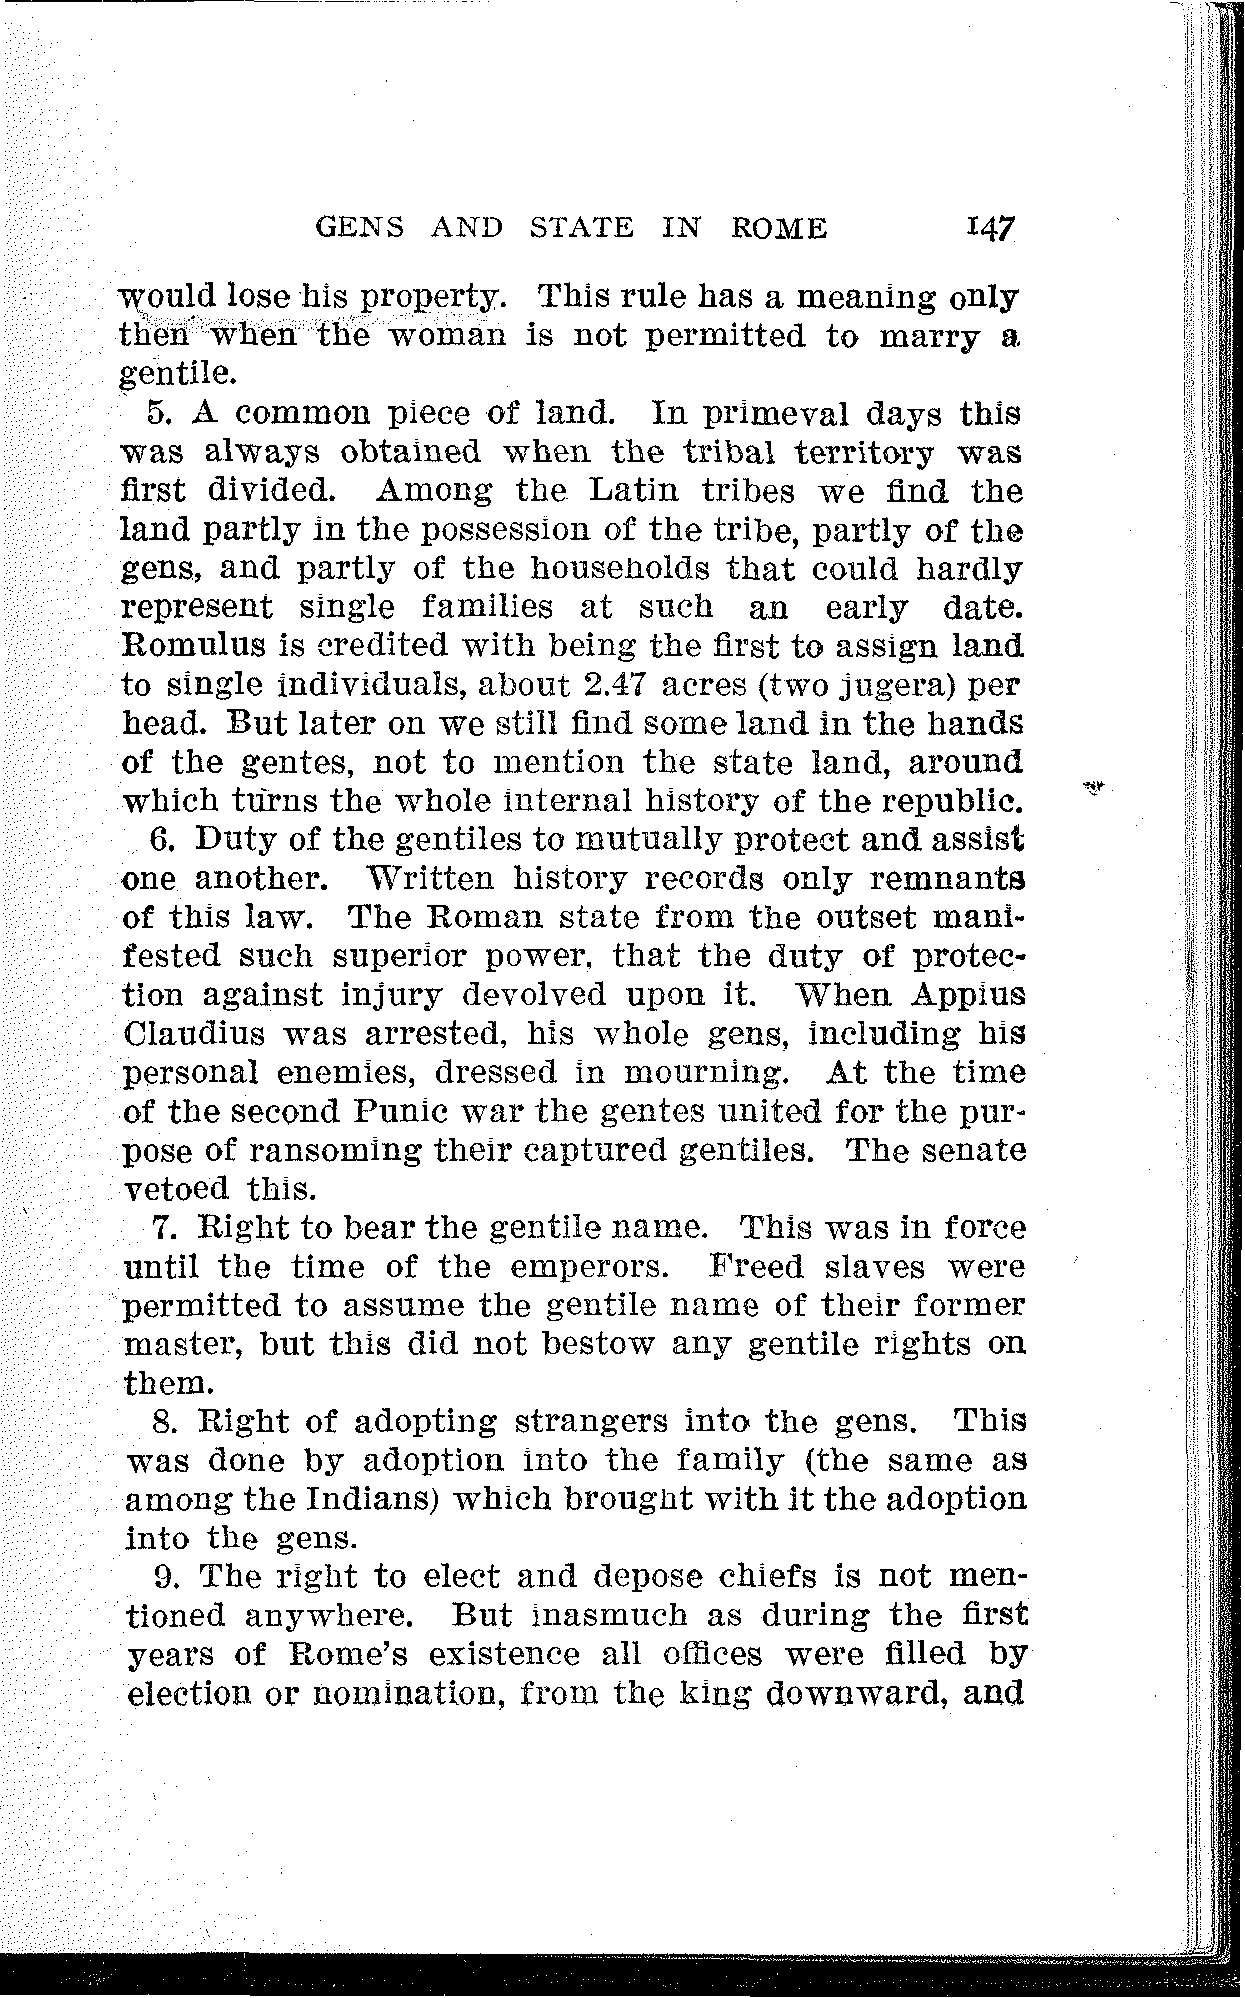 GENS AND STATE IN ROME 147
would lose his property. This rule has a meaning only
then when the woman is not permitted to marry a
gentile.
5. A common piece of land. In primeval days this
was always obtained when the tribal territory was
first divided. Among the Latin tribes we find the
land partly in the possession of the tribe, partly of the
gens, and partly of the households that could hardly
represent single families at such an early date.
Romulus is credited with being the first to assign land
to single individuals, about 2.47 acres (two jugera) per
head. But later on we still find some land in the hands
of the gentes, not to mention the state land, around
which turns the whole internal history of the republic.
6. Duty of the gentiles to mutually protect and assist
one another. Written history records only remnants
of this law. The Roman state from the outset mani-
fested such superior power, that the duty of protec-
tion against injury devolved upon it. When Appius
Claudius was arrested, his whole gens, including his
personal enemies, dressed in mourning. At the time
of the second Punic war the gentes united for the pur-
pose of ransoming their captured gentiles. The senate
vetoed this.
7. Right to bear the gentile name. This was in force
until the time of the emperors. Freed slaves were
permitted to assume the gentile name of their former
master, but this did not bestow any gentile rights on
them.
8. Right of adopting strangers into the gens. This
was done by adoption into the family (the same as
among the Indians) which brought with it the adoption
into the gens.
9. The right to elect and depose chiefs is not men-
tioned anywhere. But inasmuch as during the first
years of Rome's existence all offices were filled by
election or nomination, from the king downward, and